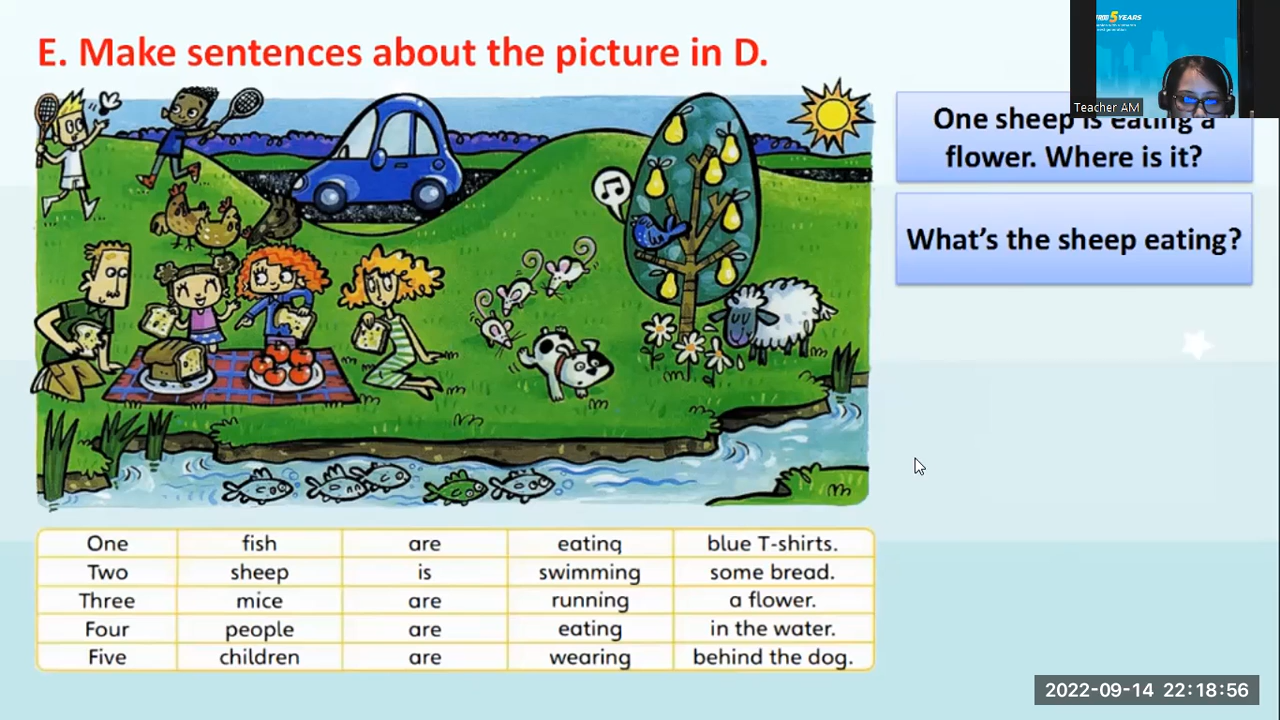 E. Make sentences about the picture in D.
5 YEARS
Teacher AM
One sheep is eating a
flower. Where is it?
What's the sheep eating?
One fish are eating blue T-shirts.
Two sheep is swimming some bread.
Three mice are running a flower.
Four people are eating in the water.
Five children are wearing behind the dog.
2022-09-14 22:18:56